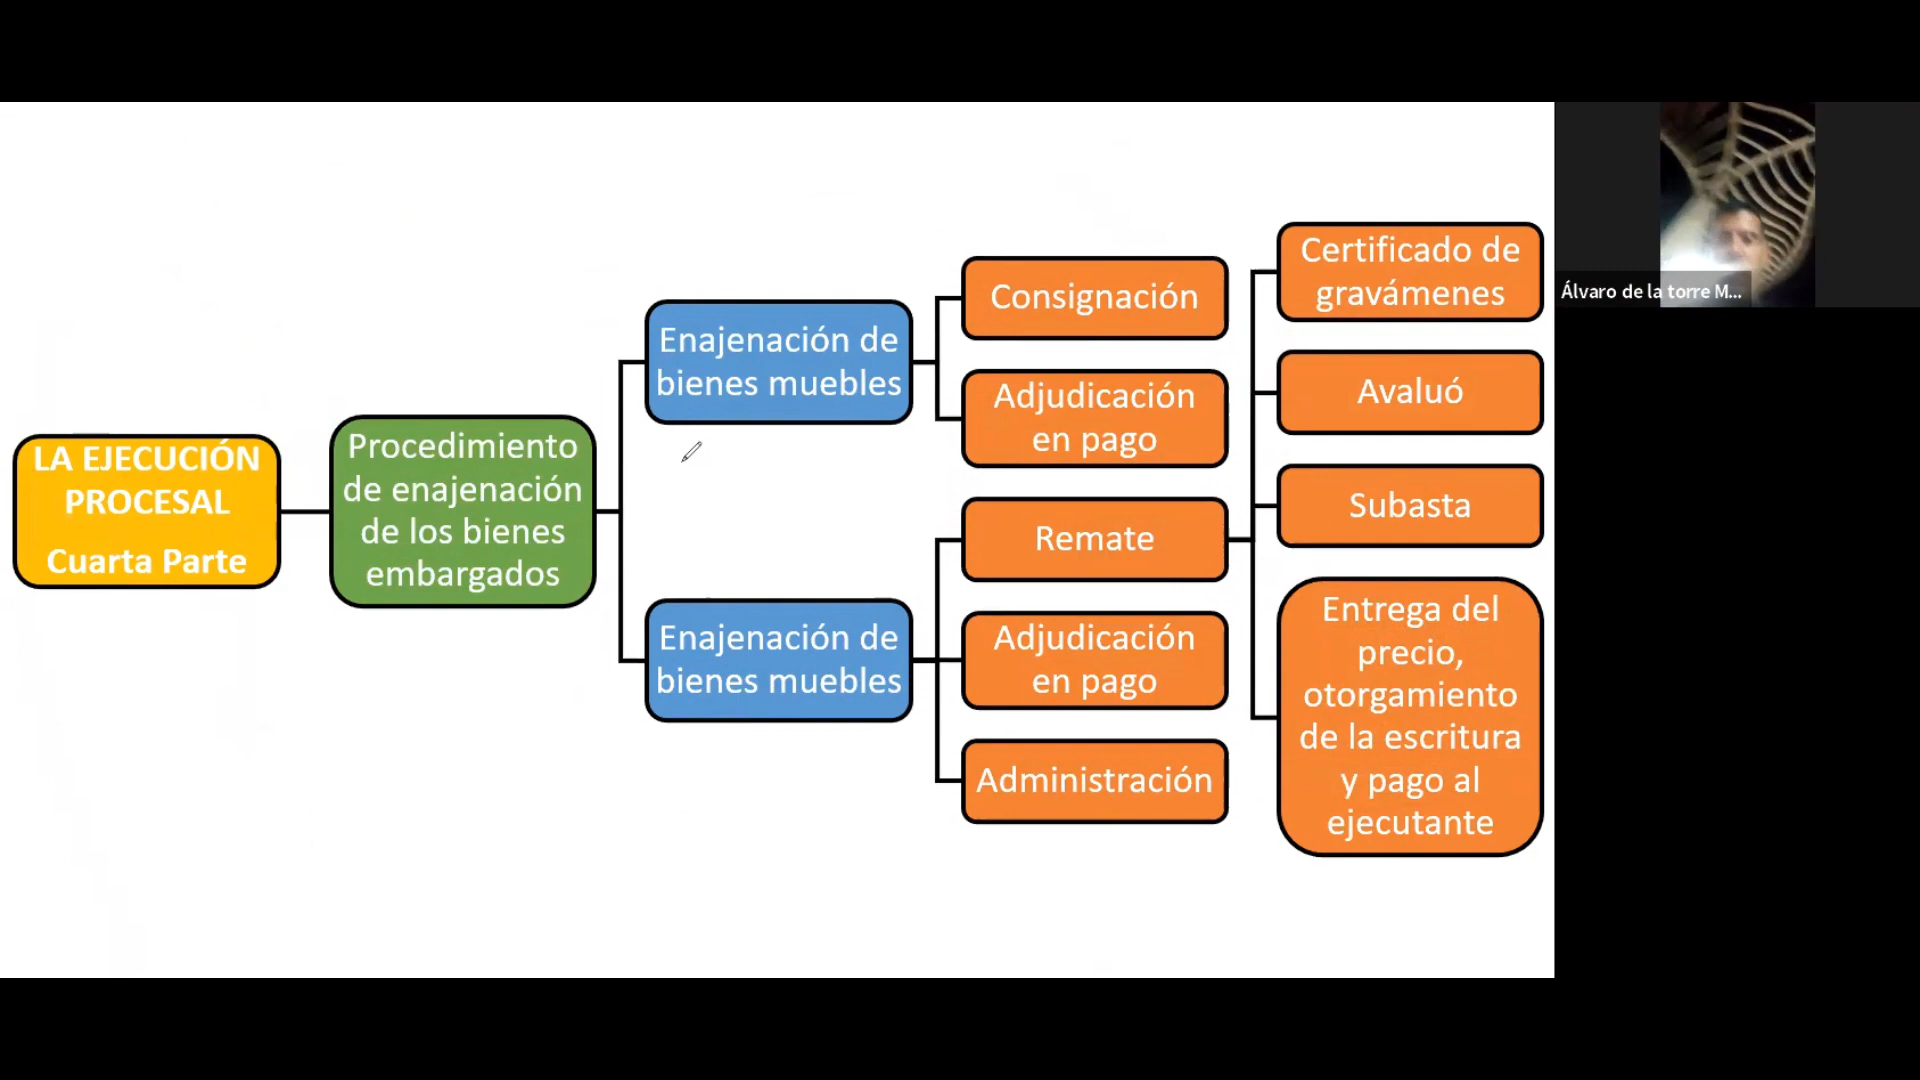 LA EJECUCIÓN
PROCESAL
Cuarta Parte
Procedimiento
de enajenación
de los bienes
embargados
Enajenación de
bienes muebles
Enajenación de
bienes muebles
Consignación
Adjudicación
en pago
Remate
Adjudicación
en pago
Administración
Certificado de
gravámenes
Avaluó
Subasta
Entrega del
precio,
otorgamiento
de la escritura
y pago al
ejecutante
Álvaro de la torre M...